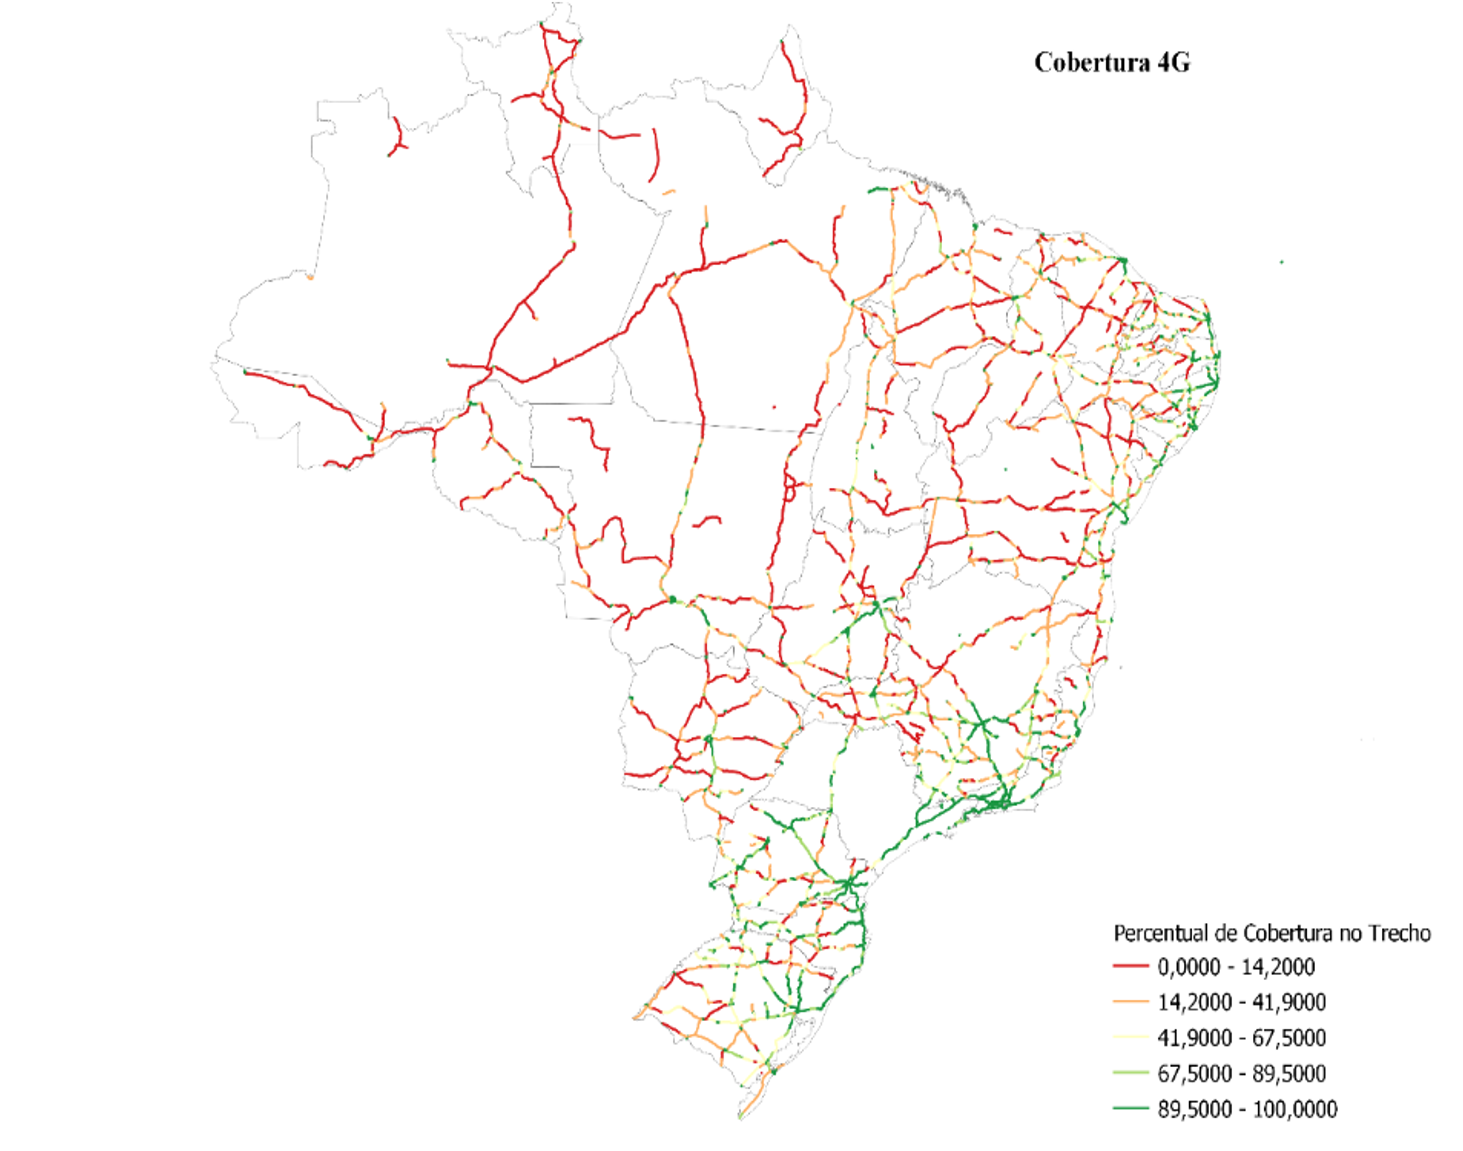 Cobertura 4G
Percentual de Cobertura no Trecho
0,0000 - 14,2000
14,2000 - 41,9000
41,9000 - 67,5000
67,5000 - 89,5000
89,5000 - 100,0000